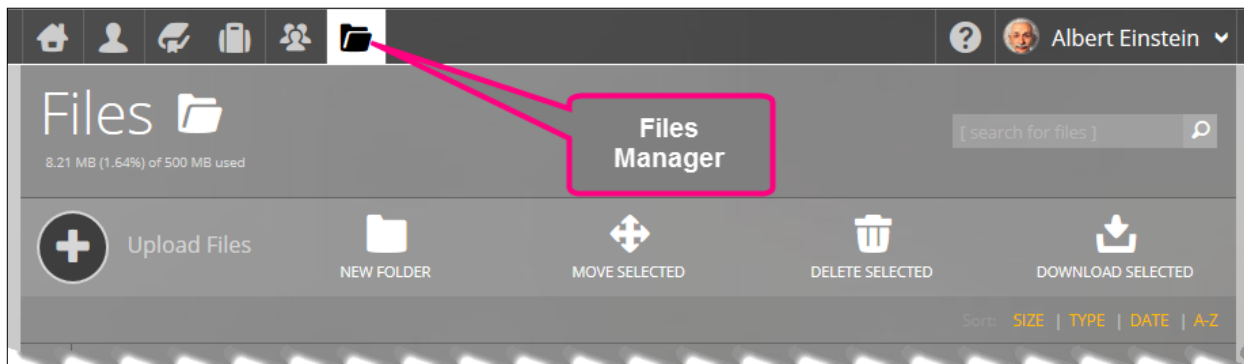 Albert Einstein
Files
8.21 MB (1.64%) of 500 MB used
Files
Manager
[ search for files ]
Upload Files
NEW FOLDER
MOVE SELECTED
DELETE SELECTED
DOWNLOAD SELECTED
Sort: SIZE | TYPE | DATE | A-Z